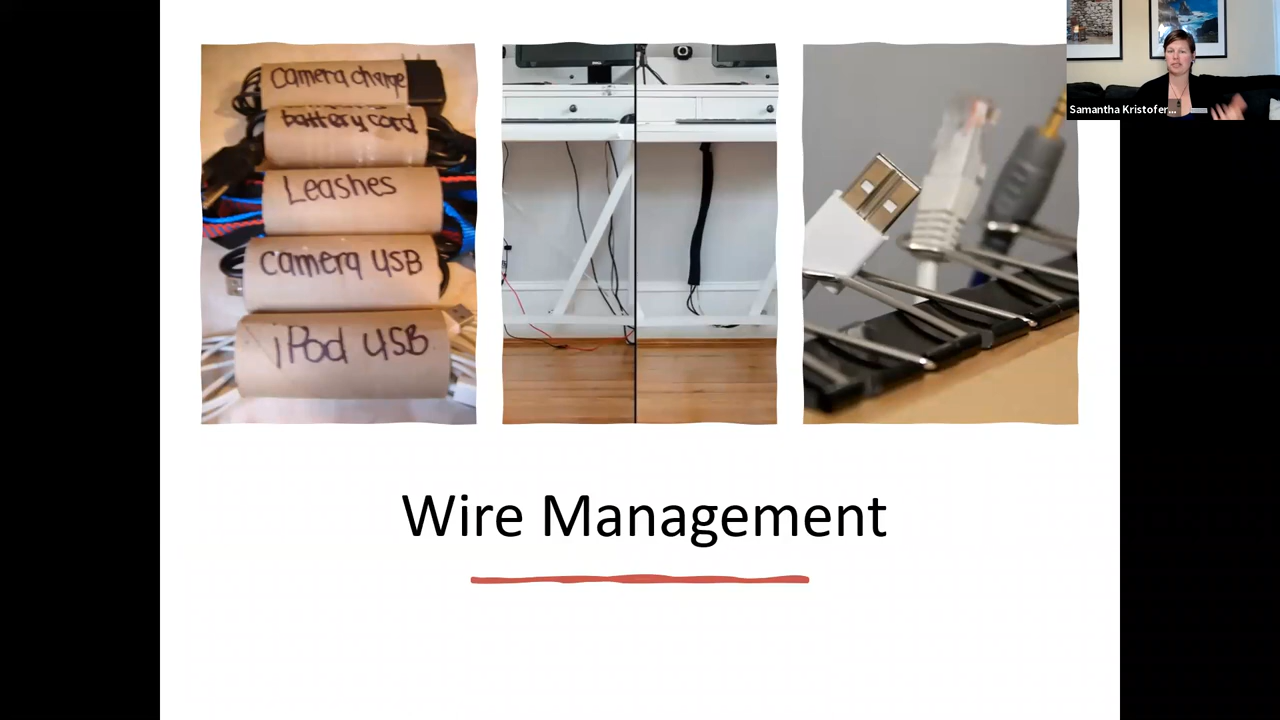 camera charge
battery cord
Leashes
camera USB
iPod USB
Samantha Kristofer...
Wire Management